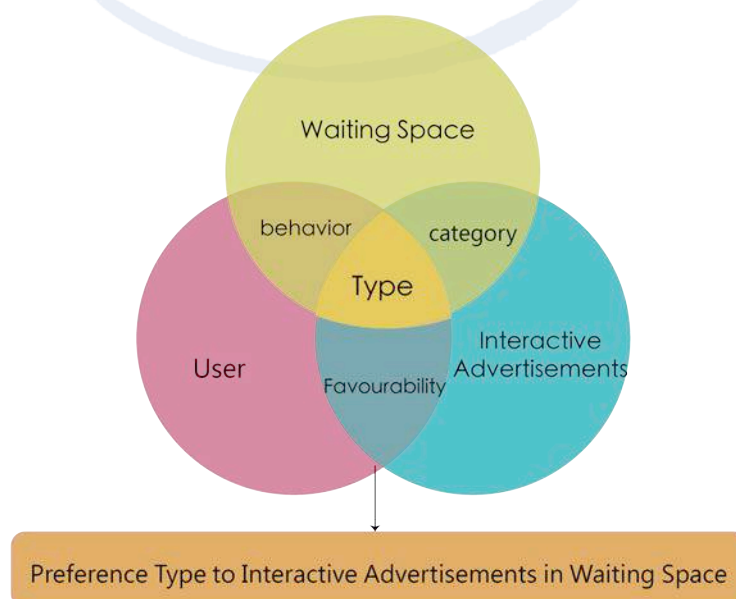 Waiting Space
behavior
category
Type
User
Interactive
Advertisements
Favourability
Preference Type to Interactive Advertisements in Waiting Space